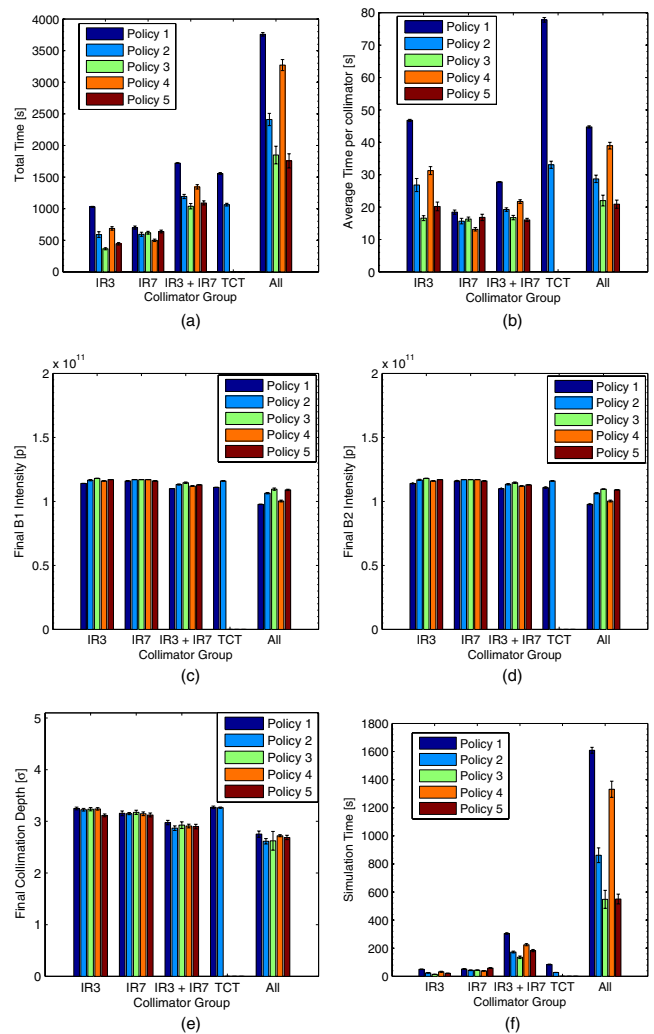 4000
3500
3000
2500
2000
1500
1000
500
0
Total Time [s]
Policy 1
Policy 2
Policy 3
Policy 4
Policy 5
IR3 IR7 IR3 + IR7 TCT All
Collimator Group
(a)
80
70
60
50
40
30
20
10
0
Average Time per collimator [s]
Policy 1
Policy 2
Policy 3
Policy 4
Policy 5
IR3 IR7 IR3 + IR7 TCT All
Collimator Group
(b)
x 10^11
2
1.5
1
0.5
0
Final B1 Intensity [p]
Policy 1
Policy 2
Policy 3
Policy 4
Policy 5
IR3 IR7 IR3 + IR7 TCT All
Collimator Group
(c)
x 10^11
2
1.5
1
0.5
0
Final B2 Intensity [p]
Policy 1
Policy 2
Policy 3
Policy 4
Policy 5
IR3 IR7 IR3 + IR7 TCT All
Collimator Group
(d)
5
4
3
2
1
0
Final Collimation Depth [σ]
Policy 1
Policy 2
Policy 3
Policy 4
Policy 5
IR3 IR7 IR3 + IR7 TCT All
Collimator Group
(e)
1800
1600
1400
1200
1000
800
600
400
200
0
Simulation Time [s]
Policy 1
Policy 2
Policy 3
Policy 4
Policy 5
IR3 IR7 IR3 + IR7 TCT All
Collimator Group
(f)